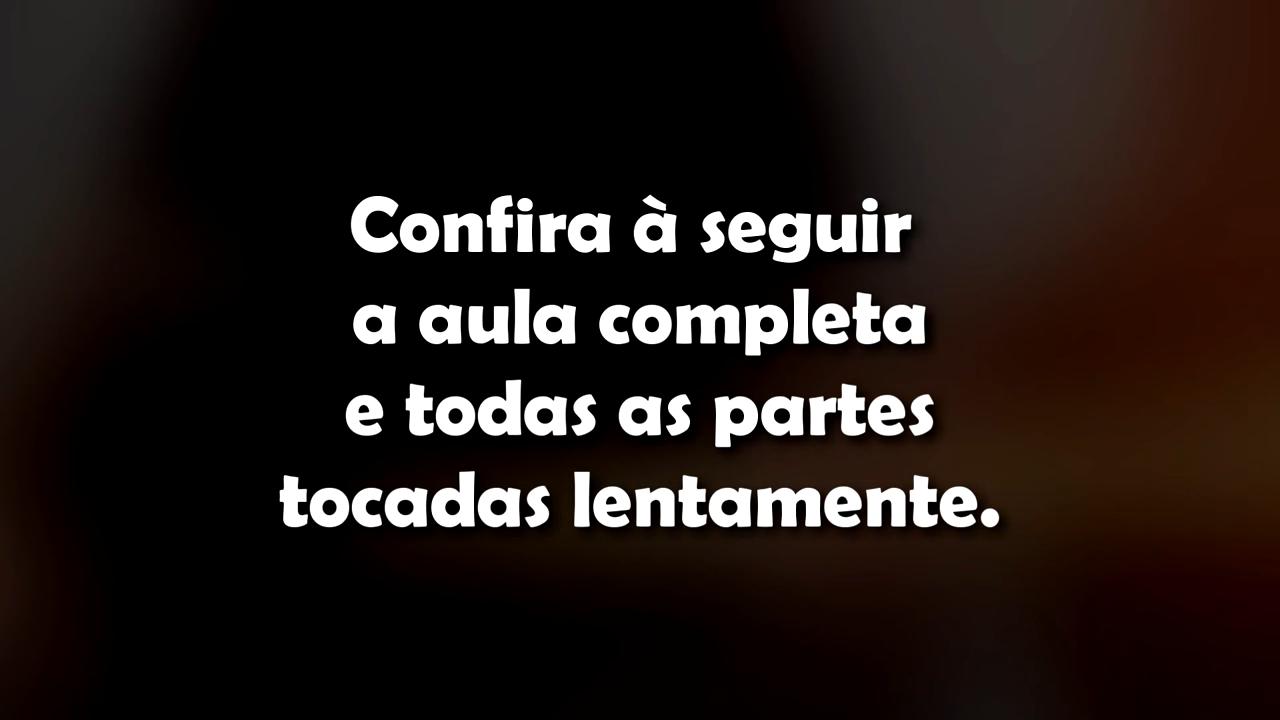 Confira à seguir
a aula completa
e todas as partes
tocadas lentamente.